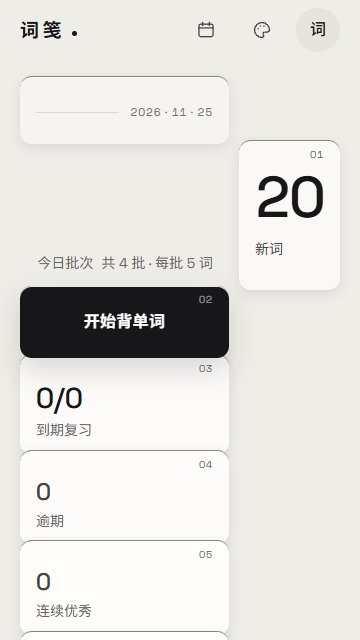 词笺
词
2026 · 11 · 25
01
20
新词
今日批次 共 4 批 · 每批 5 词
02
开始背单词
03
0/0
到期复习
04
0
逾期
05
0
连续优秀